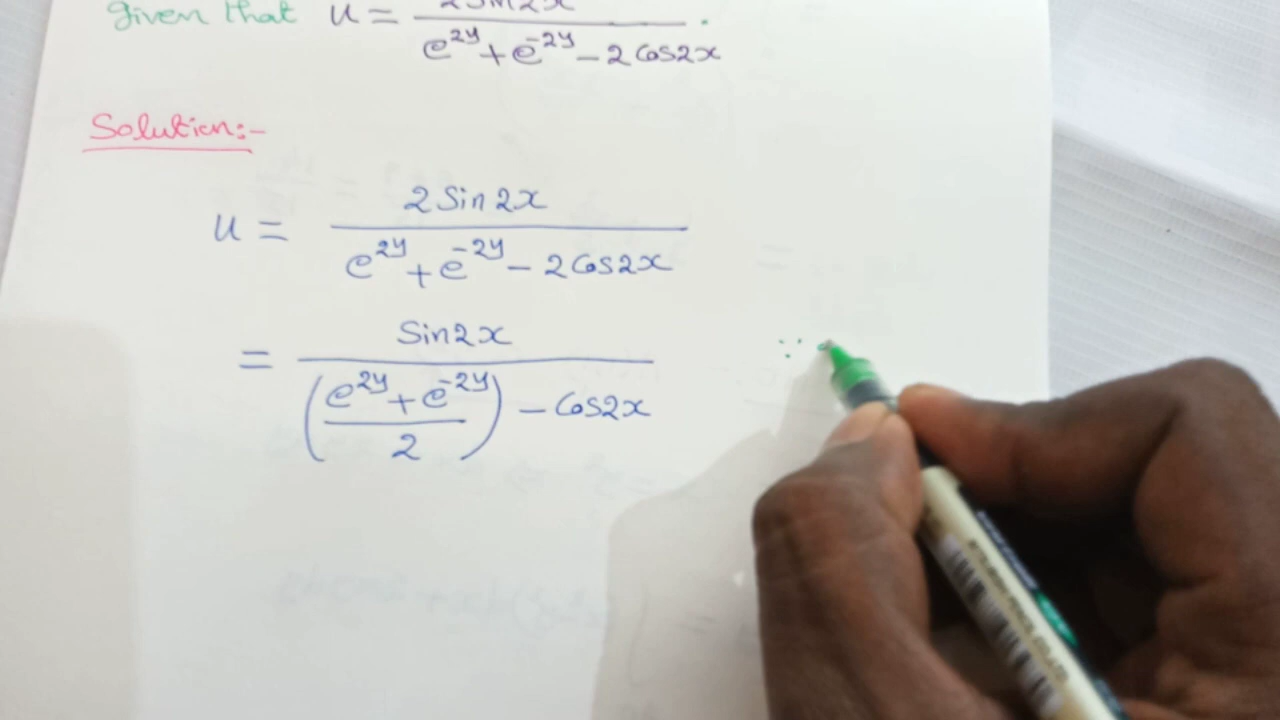 given that u = 2 Sin 2x / e^2y + e^-2y - 2 Cos2x .
Solution:-
u = 2 Sin 2x / e^2y + e^-2y - 2 Cos2x
= Sin2x / (e^2y + e^-2y / 2) - Cos2x
∵